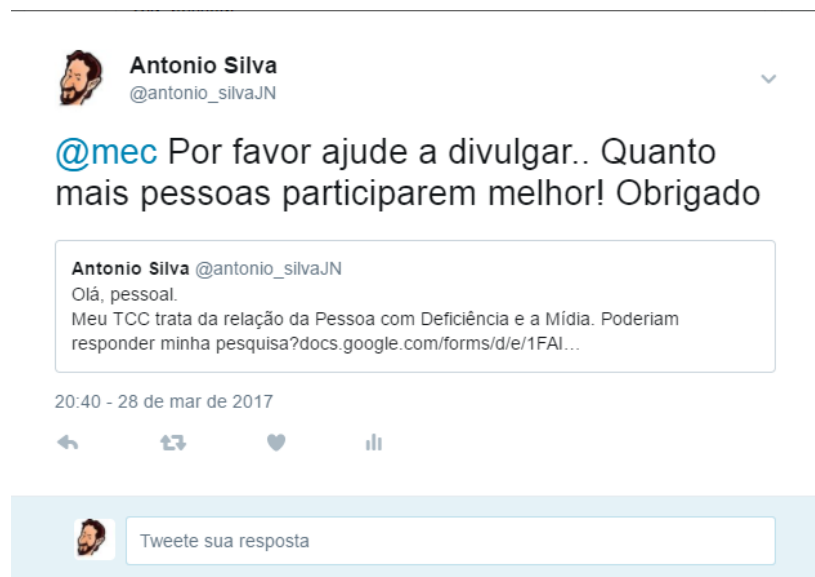 Antonio Silva
@antonio_silvaJN
@mec Por favor ajude a divulgar.. Quanto
mais pessoas participarem melhor! Obrigado
Antonio Silva @antonio_silvaJN
Olá, pessoal.
Meu TCC trata da relação da Pessoa com Deficiência e a Mídia. Poderiam
responder minha pesquisa?docs.google.com/forms/d/e/1FAI…
20:40 - 28 de mar de 2017
Tweete sua resposta